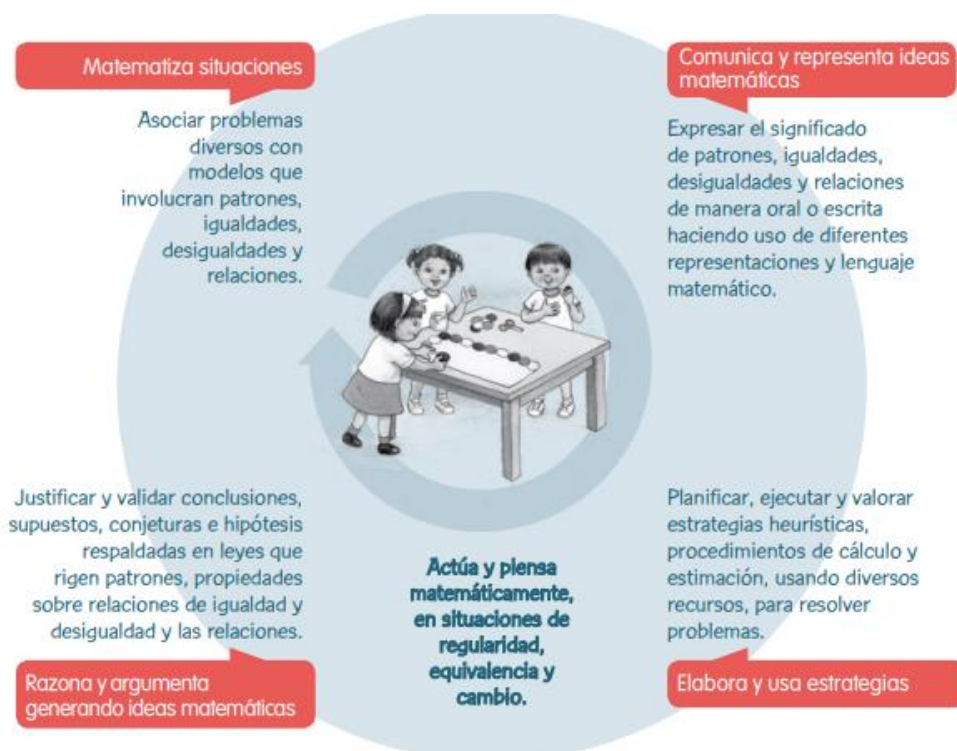 Matematiza situaciones
Asociar problemas
diversos con
modelos que
involucran patrones,
igualdades,
desigualdades y
relaciones.
Comunica y representa ideas
matemáticas
Expresar el significado
de patrones, igualdades,
desigualdades y relaciones
de manera oral o escrita
haciendo uso de diferentes
representaciones y lenguaje
matemático.
Justificar y validar conclusiones,
supuestos, conjeturas e hipótesis
respaldadas en leyes que
rigen patrones, propiedades
sobre relaciones de igualdad y
desigualdad y las relaciones.
Razona y argumenta
generando ideas matemáticas
Actúa y piensa
matemáticamente,
en situaciones de
regularidad,
equivalencia y
cambio.
Planificar, ejecutar y valorar
estrategias heurísticas,
procedimientos de cálculo y
estimación, usando diversos
recursos, para resolver
problemas.
Elabora y usa estrategias